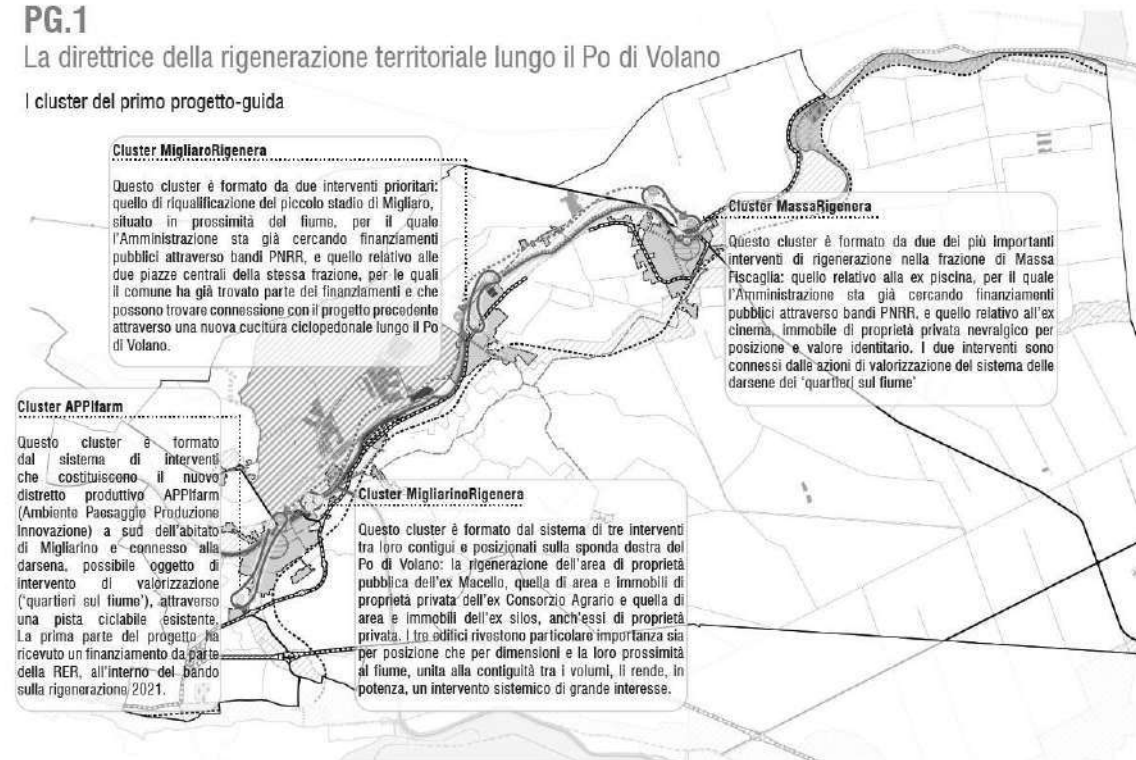 PG.1
La direttrice della rigenerazione territoriale lungo il Po di Volano
I cluster del primo progetto-guida
Cluster MigliaroRigenera
Questo cluster è formato da due interventi prioritari:
quello di riqualificazione del piccolo stadio di Migliaro,
situato in prossimità del fiume, per il quale
l'Amministrazione sta già cercando finanziamenti
pubblici attraverso bandi PNRR, e quello relativo alle
due piazze centrali della stessa frazione, per le quali
il comune ha già trovato parte dei finanziamenti e che
possono trovare connessione con il progetto precedente
attraverso una nuova cucitura ciclopedonale lungo il Po
di Volano.
Cluster MassaRigenera
Questo cluster è formato da due dei più importanti
interventi di rigenerazione nella frazione di Massa
Fiscaglia: quello relativo alla ex piscina, per il quale
l'Amministrazione sta già cercando finanziamenti
pubblici attraverso bandi PNRR, e quello relativo all'ex
cinema, immobile di proprietà privata nevralgico per
posizione e valore identitario. I due interventi sono
connessi dalle azioni di valorizzazione del sistema delle
darsene dei 'quartieri sul fiume'
Cluster APPIfarm
Questo cluster è formato
dal sistema di interventi
che costituiscono il nuovo
distretto produttivo APPIfarm
(Ambiente Paesaggio Produzione
Innovazione) a sud dell'abitato
di Migliarino e connesso alla
darsena, possibile oggetto di
intervento di valorizzazione
('quartieri sul fiume'), attraverso
una pista ciclabile esistente.
La prima parte del progetto ha
ricevuto un finanziamento da parte
della RER, all'interno del bando
sulla rigenerazione 2021.
Cluster MigliarinoRigenera
Questo cluster è formato dal sistema di tre interventi
tra loro contigui e posizionati sulla sponda destra del
Po di Volano: la rigenerazione dell'area di proprietà
pubblica dell'ex Macello, quella di area e immobili di
proprietà privata dell'ex Consorzio Agrario e quella di
area e immobili dell'ex silos, anch'essi di proprietà
privata. I tre edifici rivestono particolare importanza sia
per posizione che per dimensioni e la loro prossimità
al fiume, unita alla contiguità tra i volumi, li rende, in
potenza, un intervento sistemico di grande interesse.